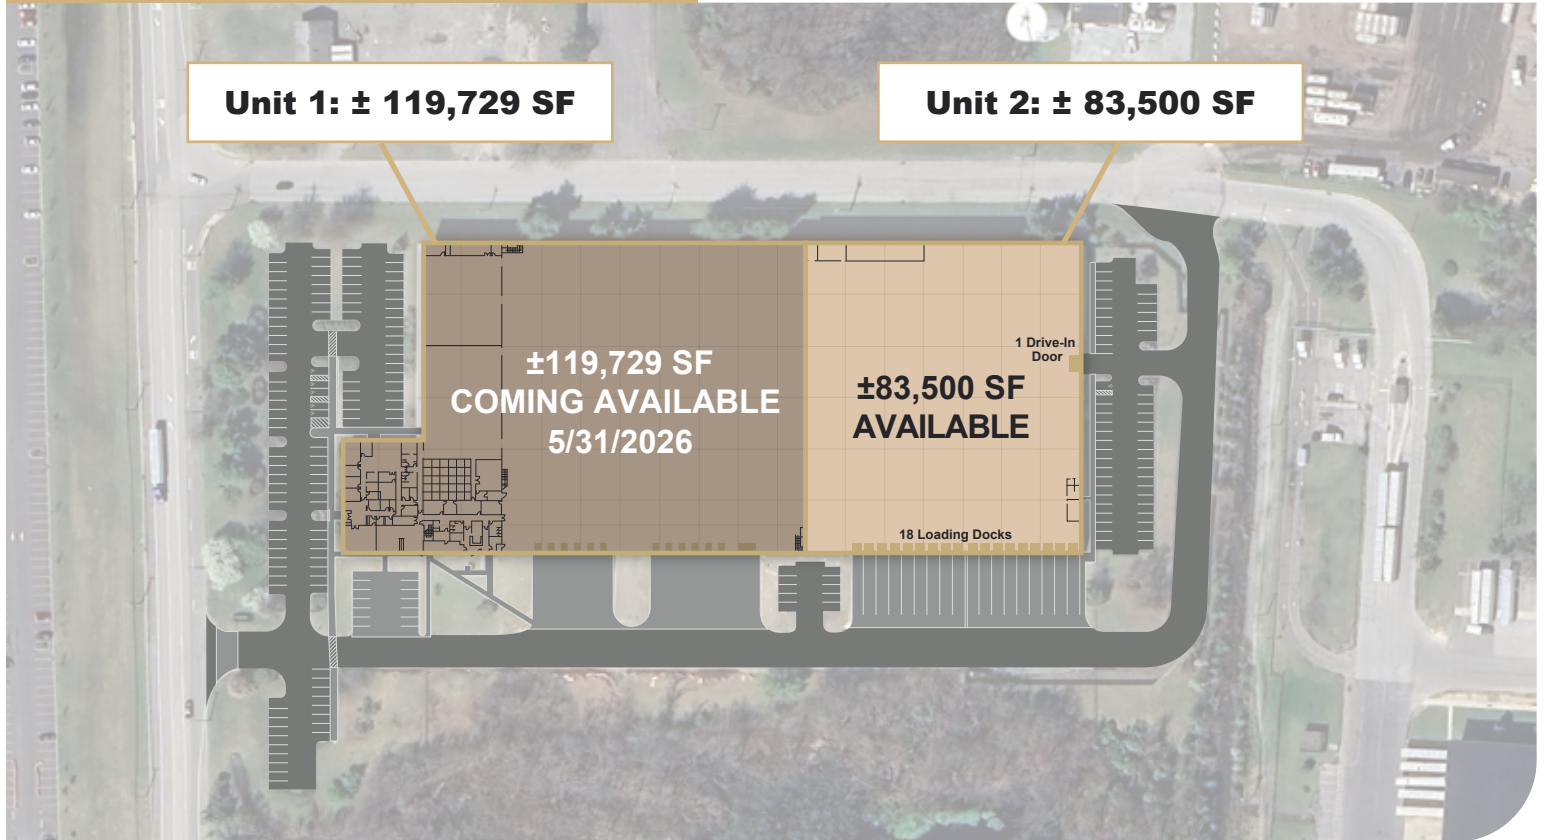 Unit 1: ± 119,729 SF
Unit 2: ± 83,500 SF
±119,729 SF
COMING AVAILABLE
5/31/2026
1 Drive-In
Door
±83,500 SF
AVAILABLE
18 Loading Docks